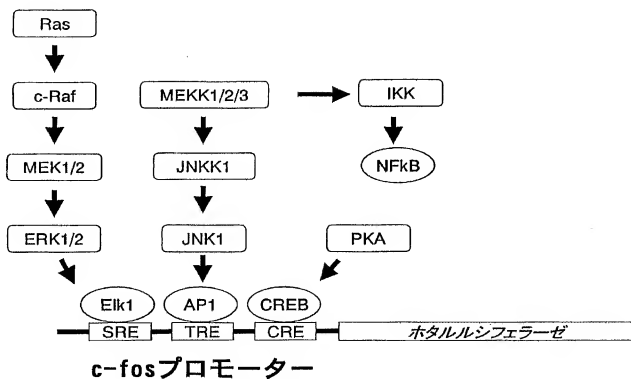 Ras
c-Raf
MEKK1/2/3
IKK
MEK1/2
JNKK1
NFkB
ERK1/2
JNK1
PKA
Elk1
AP1
CREB
SRE
TRE
CRE
ホタルルシフェラーゼ
c-fosプロモーター